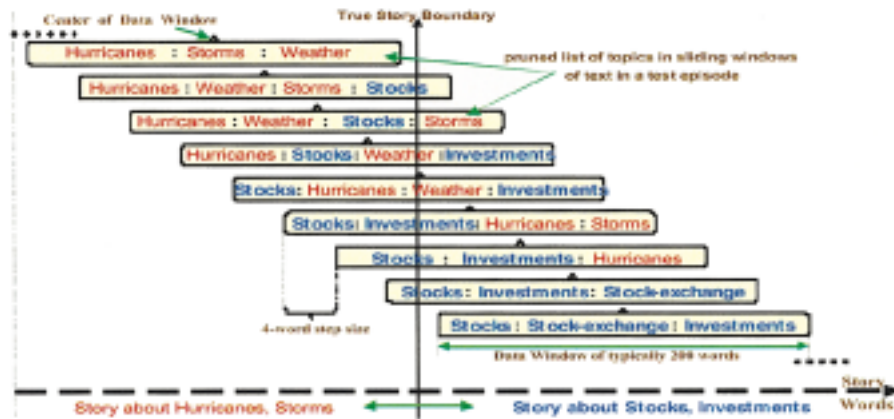 Center of Data Window
True Story Boundary
Hurricanes : Storms : Weather
pruned list of topics in sliding windows
of text in a test episode
Hurricanes : Weather : Storms : Stocks
Hurricanes : Weather : Stocks : Storms
Hurricanes : Stocks : Weather : Investments
Stocks: Hurricanes : Weather : Investments
Stocks: Investments: Hurricanes : Storms
Stocks : Investments : Hurricanes
Stocks: Investments: Stock-exchange
4-word step size
Stocks : Stock-exchange : Investments
Data Window of typically 200 words
Story
Words
Story about Hurricanes, Storms
Story about Stocks, Investments